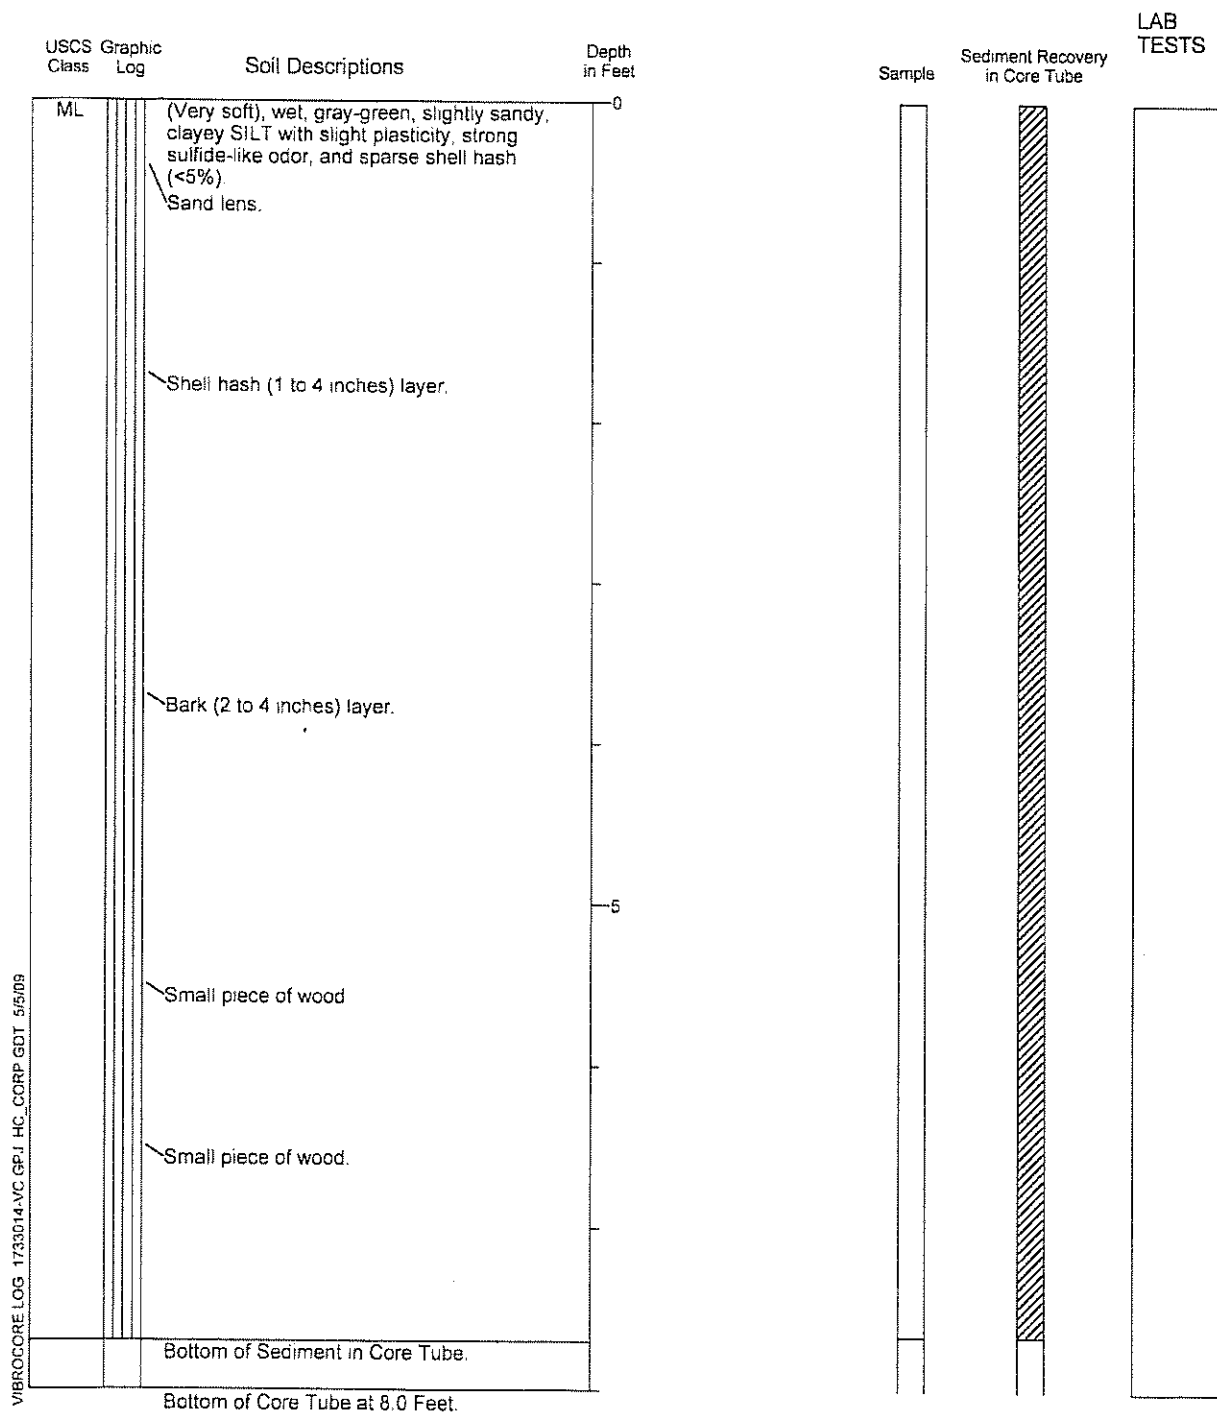 LAB
TESTS
USCS Graphic
Class Log
Soil Descriptions
Depth
in Feet
Sample
Sediment Recovery
in Core Tube
ML
(Very soft), wet, gray-green, slightly sandy,
clayey SILT with slight plasticity, strong
sulfide-like odor, and sparse shell hash
(<5%).
Sand lens.
0
Shell hash (1 to 4 inches) layer.
Bark (2 to 4 inches) layer.
5
Small piece of wood
Small piece of wood.
Bottom of Sediment in Core Tube.
Bottom of Core Tube at 8.0 Feet.
VIBROCORE LOG 1733014-VC GPJ HC_CORP GDT 5/5/09